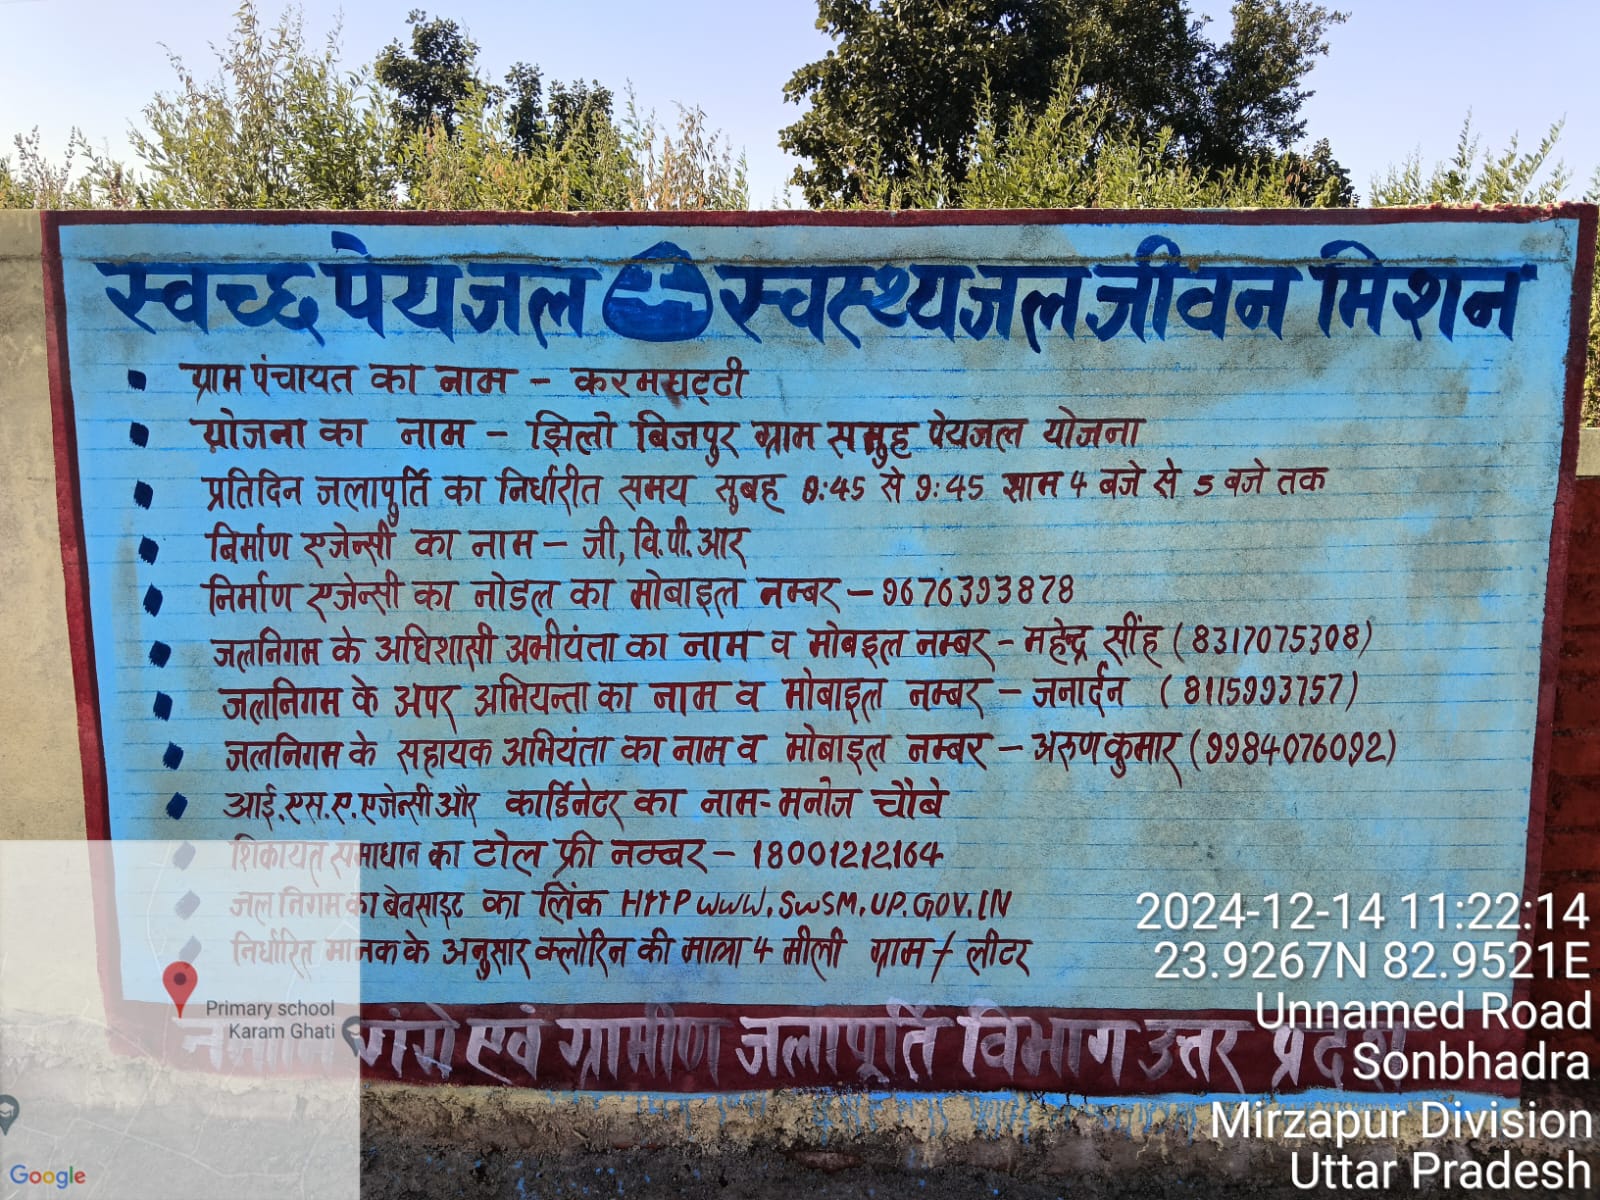 स्वच्छ पेयजल स्वस्थ्य जल जीवन मिशन
ग्राम पंचायत का नाम - करमघट्टी
योजना का नाम - झिलो बिजपुर ग्राम समुह पेयजल योजना
प्रतिदिन जलापुर्ति का निर्धारीत समय सुबह 8:45 से 9:45 साम 4 बजे से 5 बजे तक
निर्माण एजेन्सी का नाम - जी, वि.पी. आर
निर्माण एजेन्सी का नोडल का मोबाइल नम्बर - 9676393878
जलनिगम के अधिशासी अभीयंता का नाम व मोबइल नम्बर - महेन्द्र सींह (8317075308)
जलनिगम के अपर अभियन्ता का नाम व मोबाइल नम्बर - जनार्दन (8115993757)
जलनिगम के सहायक अभियंता का नाम व मोबाइल नम्बर - अरुण कुमार (9984076092)
आई.एस.ए. एजेन्सी और कार्डिनेटर का नाम - मनोज चौबे
शिकायत समाधान का टोल फ्री नम्बर - 18001212164
जल निगम का बेवसाइट का लिंक HTTP WWW.SWSM.UP.GOV.IN
निर्धारित मानक के अनुसार क्लोरिन की मात्रा 4 मीली ग्राम / लीटर
नमामि गंगे एवं ग्रामीण जलापूर्ति विभाग उत्तर प्रदेश
Primary school
Karam Ghati
Google
2024-12-14 11:22:14
23.9267N 82.9521E
Unnamed Road
Sonbhadra
Mirzapur Division
Uttar Pradesh